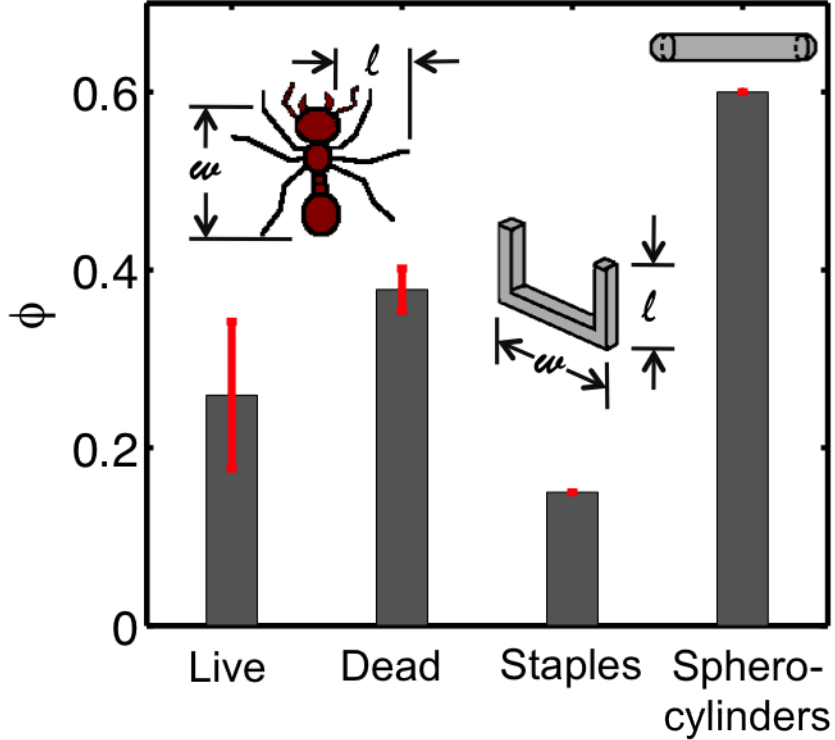 ϕ
0.6
0.4
0.2
0
ℓ
w
ℓ
w
Live
Dead
Staples
Sphero-
cylinders